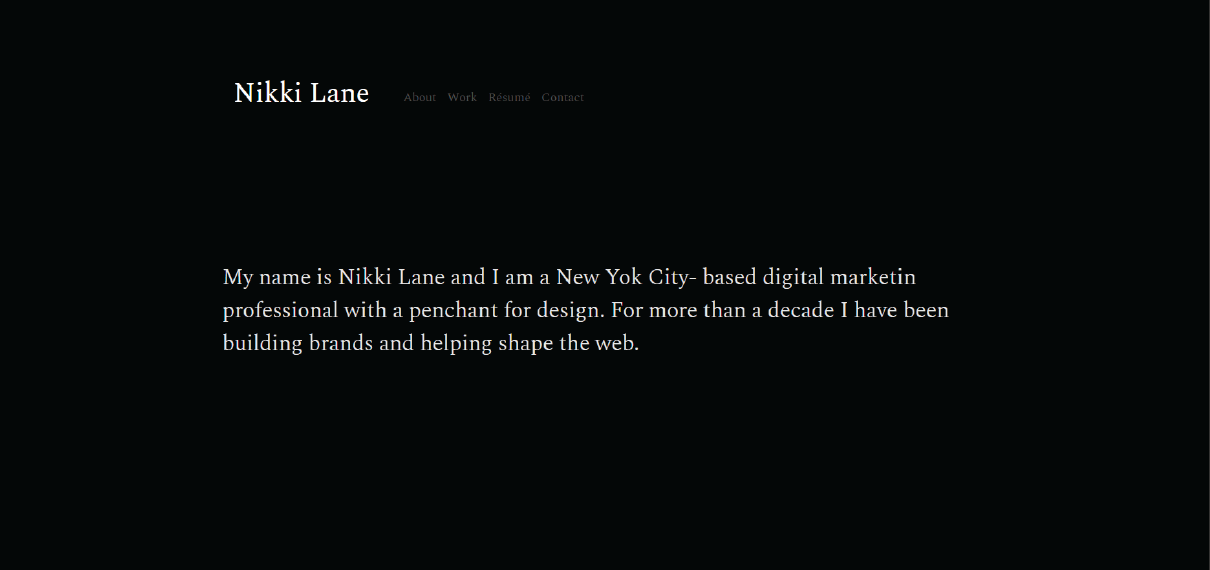 Nikki Lane
About Work Résumé Contact
My name is Nikki Lane and I am a New Yok City- based digital marketin
professional with a penchant for design. For more than a decade I have been
building brands and helping shape the web.